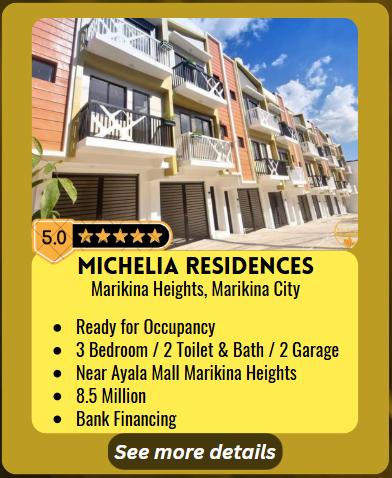 5.0
MICHELIA RESIDENCES
Marikina Heights, Marikina City
• Ready for Occupancy
• 3 Bedroom / 2 Toilet & Bath / 2 Garage
• Near Ayala Mall Marikina Heights
• 8.5 Million
• Bank Financing
See more details